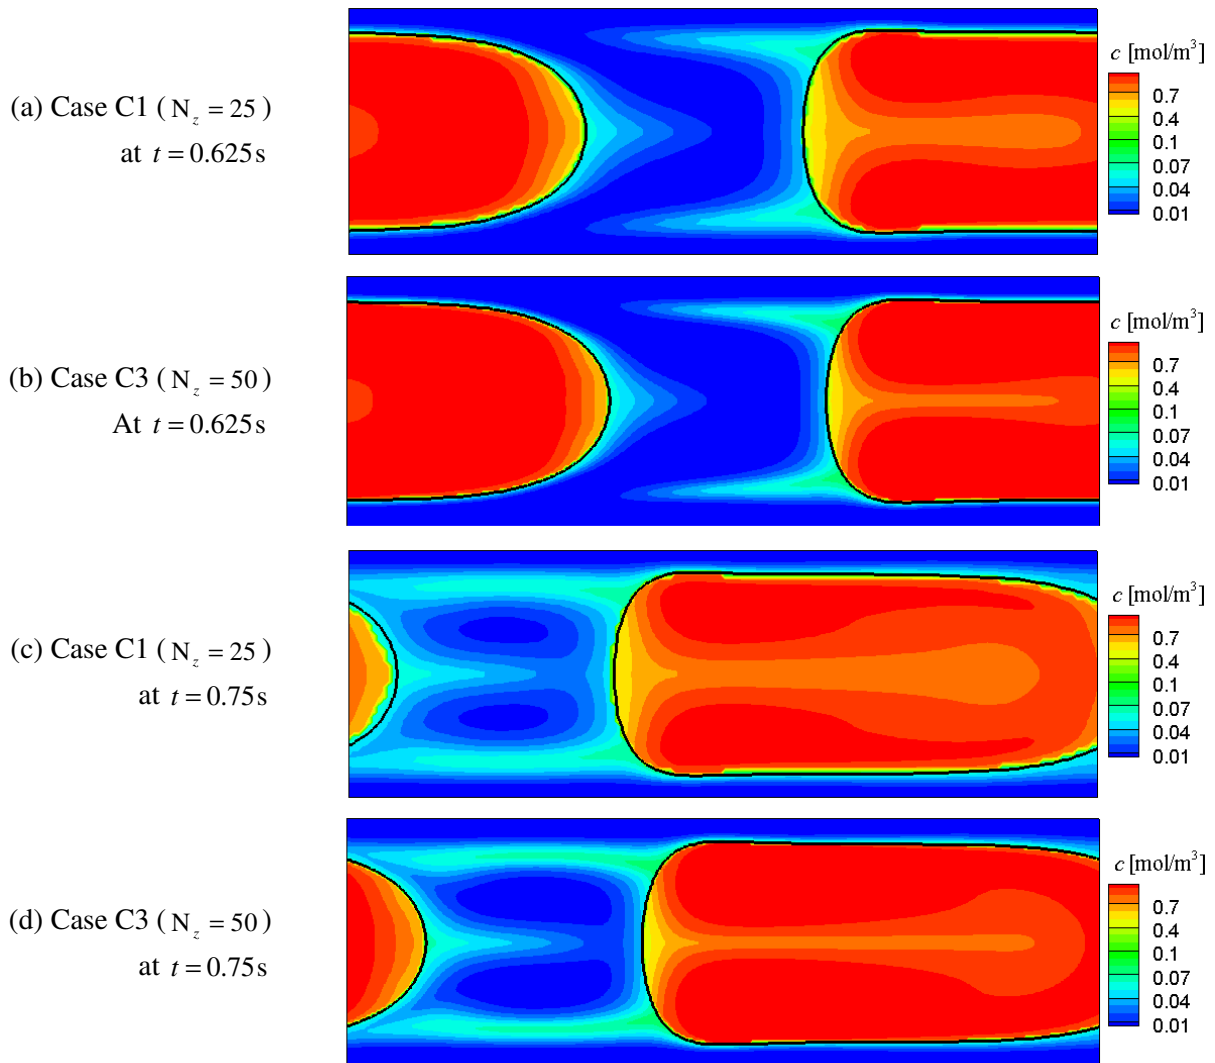 (a) Case C1 ( N_z = 25 )
at t = 0.625 s
c [mol/m³]
0.7
0.4
0.1
0.07
0.04
0.01
(b) Case C3 ( N_z = 50 )
At t = 0.625 s
c [mol/m³]
0.7
0.4
0.1
0.07
0.04
0.01
(c) Case C1 ( N_z = 25 )
at t = 0.75 s
c [mol/m³]
0.7
0.4
0.1
0.07
0.04
0.01
(d) Case C3 ( N_z = 50 )
at t = 0.75 s
c [mol/m³]
0.7
0.4
0.1
0.07
0.04
0.01